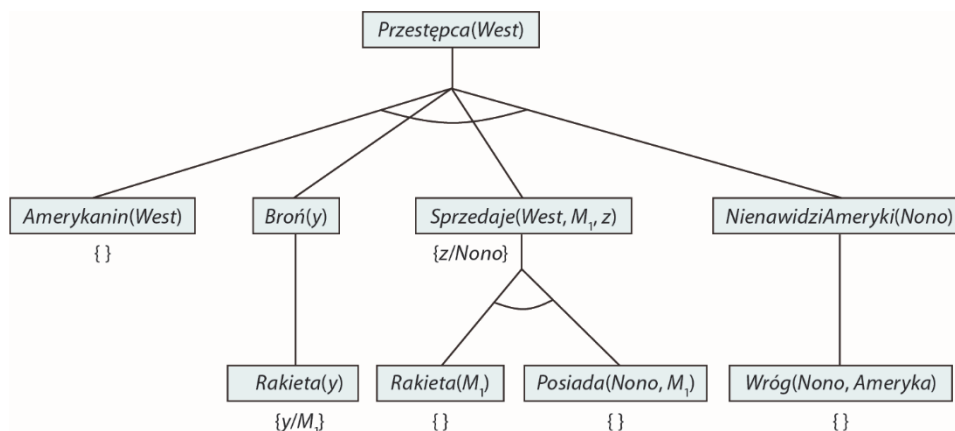 Przestępca(West)
Amerykanin(West)
Broń(y)
Sprzedaje(West, M₁, z)
NienawidziAmeryki(Nono)
{ }
{z/Nono}
Rakieta(y)
Rakieta(M₁)
Posiada(Nono, M₁)
Wróg(Nono, Ameryka)
{y/M₁}
{ }
{ }
{ }